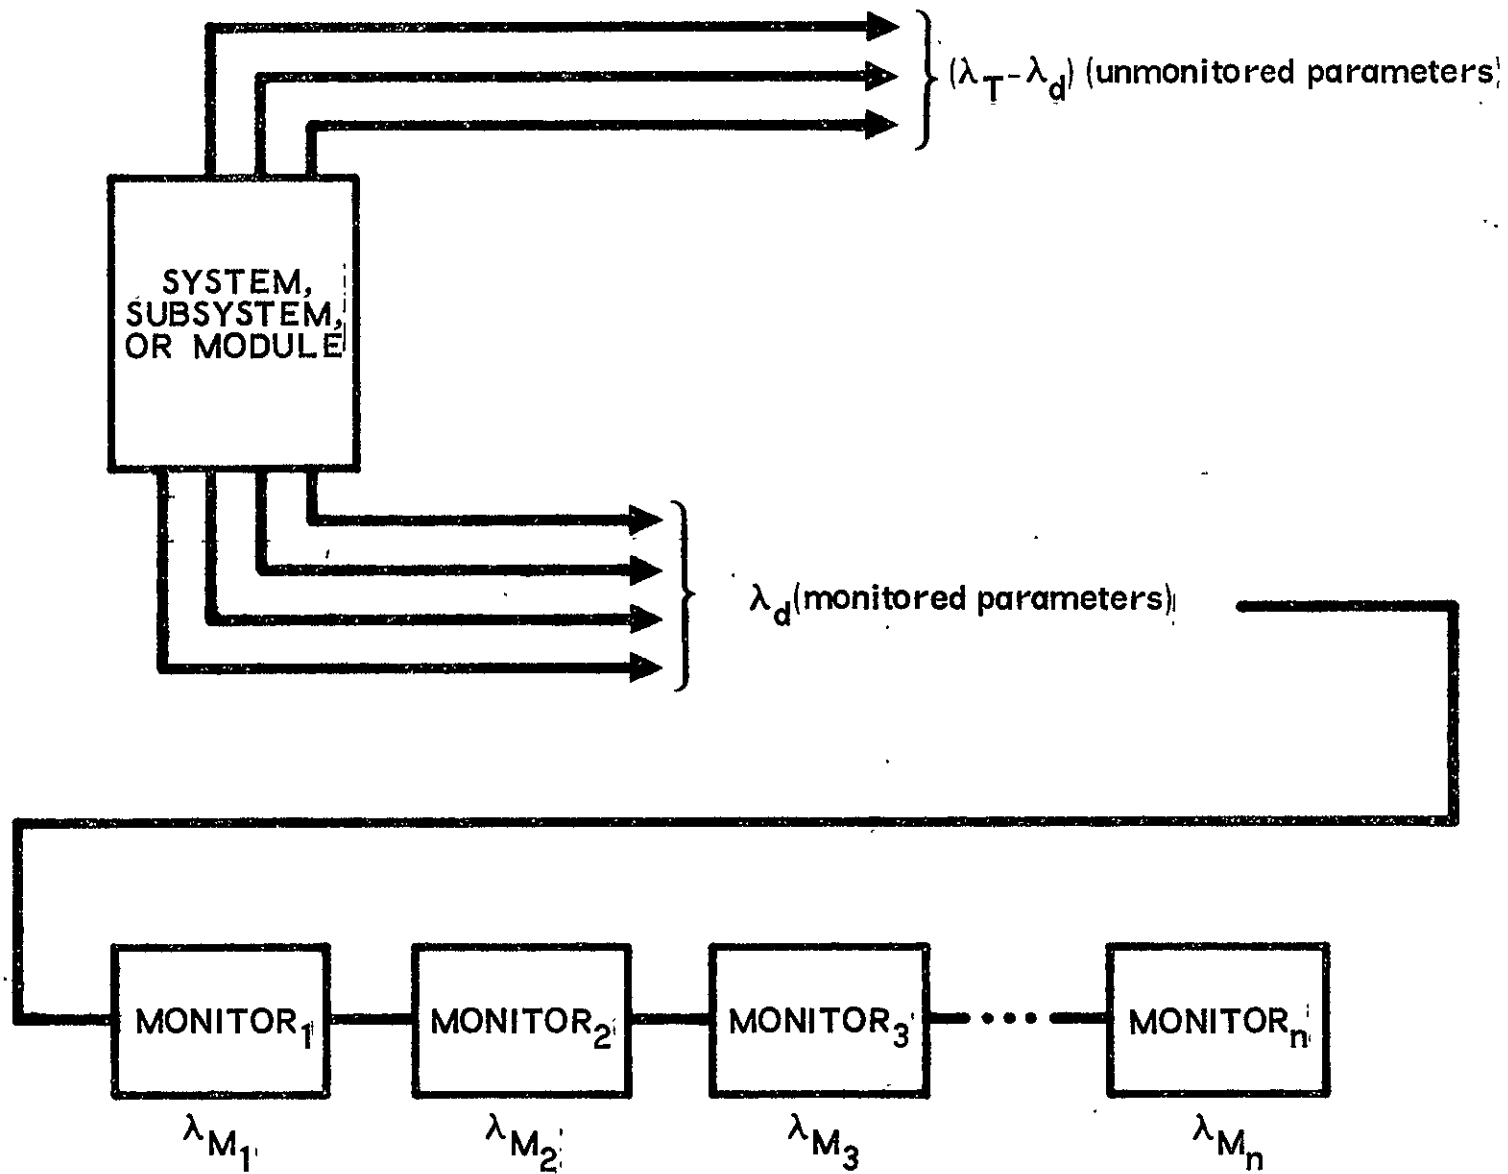 (λT-λd) (unmonitored parameters)
SYSTEM,
SUBSYSTEM,
OR MODULE
λd(monitored parameters)
MONITOR1
MONITOR2
MONITOR3
MONITORn
λM1
λM2
λM3
λMn